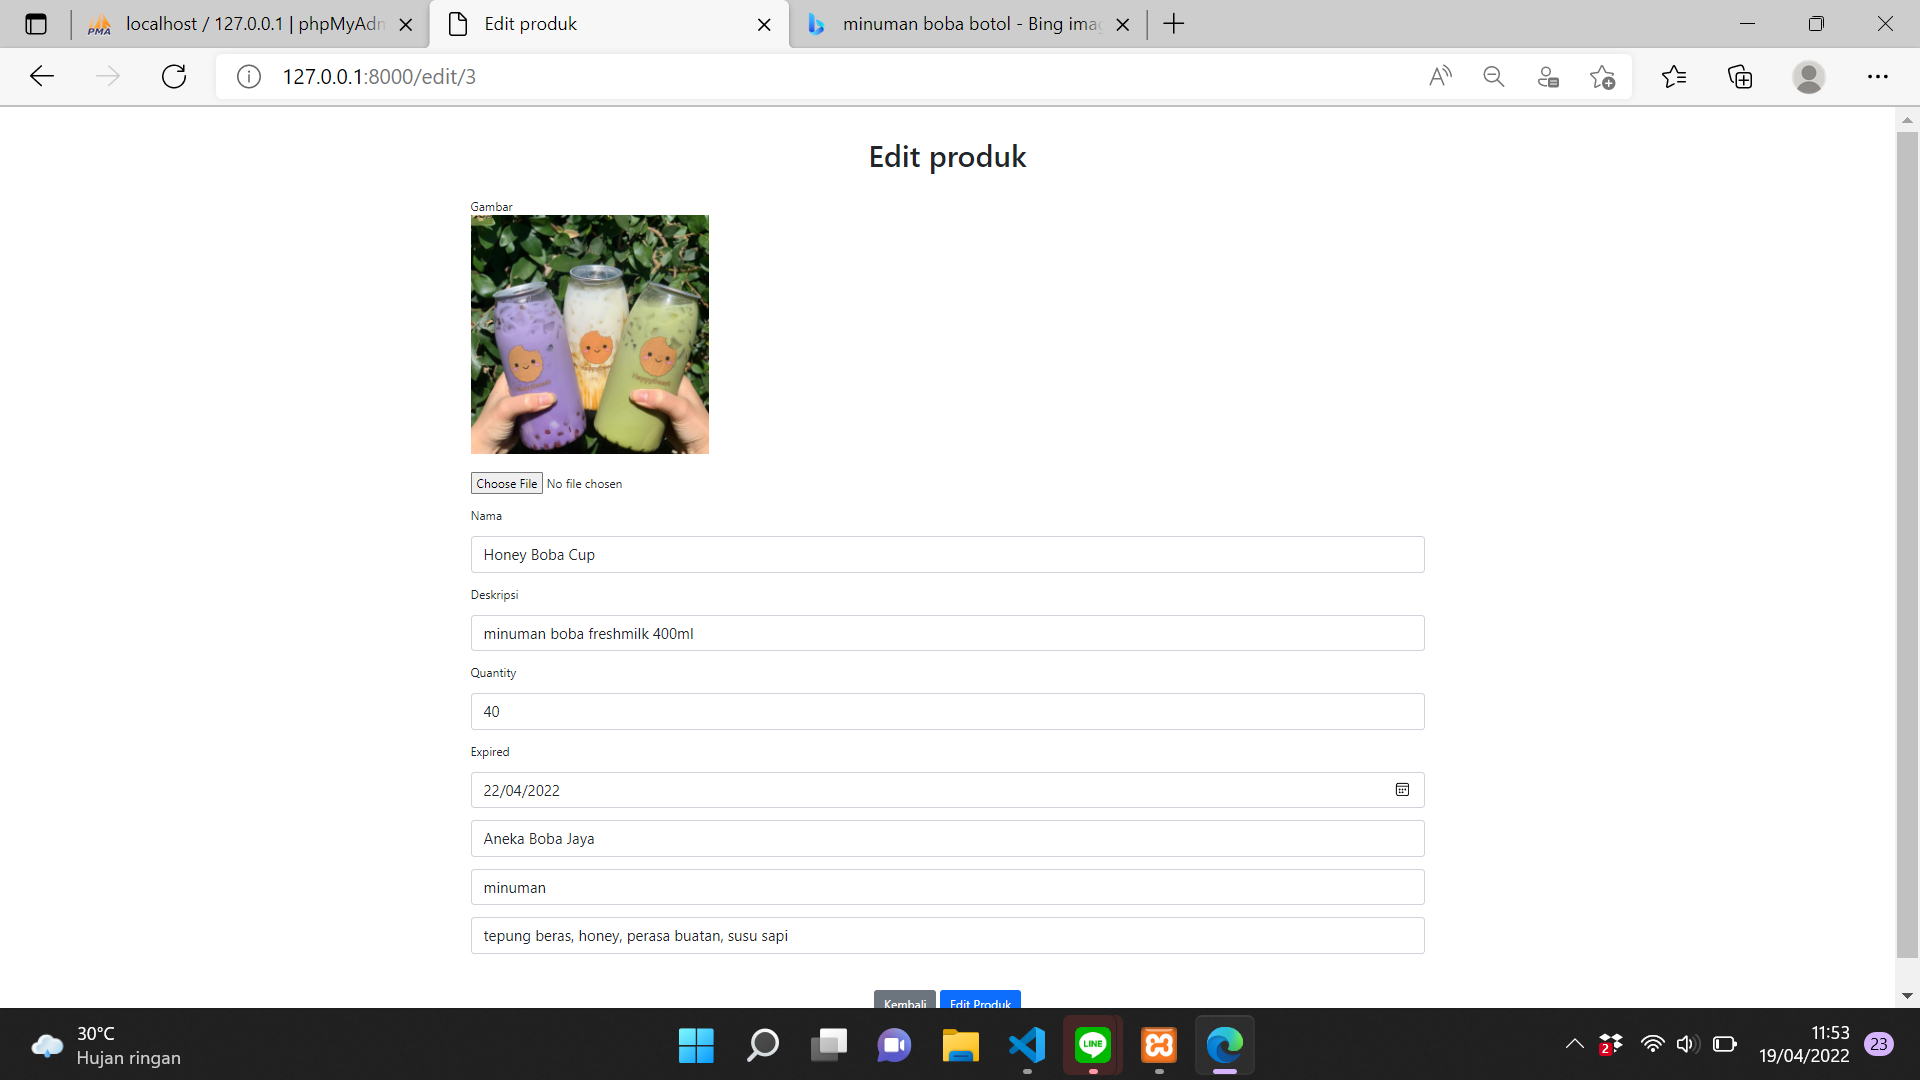 localhost / 127.0.0.1 | phpMyAdm
Edit produk
minuman boba botol - Bing imag
127.0.0.1:8000/edit/3
Edit produk
Gambar
Choose File No file chosen
Nama
Honey Boba Cup
Deskripsi
minuman boba freshmilk 400ml
Quantity
40
Expired
22/04/2022
Aneka Boba Jaya
minuman
tepung beras, honey, perasa buatan, susu sapi
Kembali Edit Produk
30°C
Hujan ringan
LINE
2
11:53
19/04/2022
23